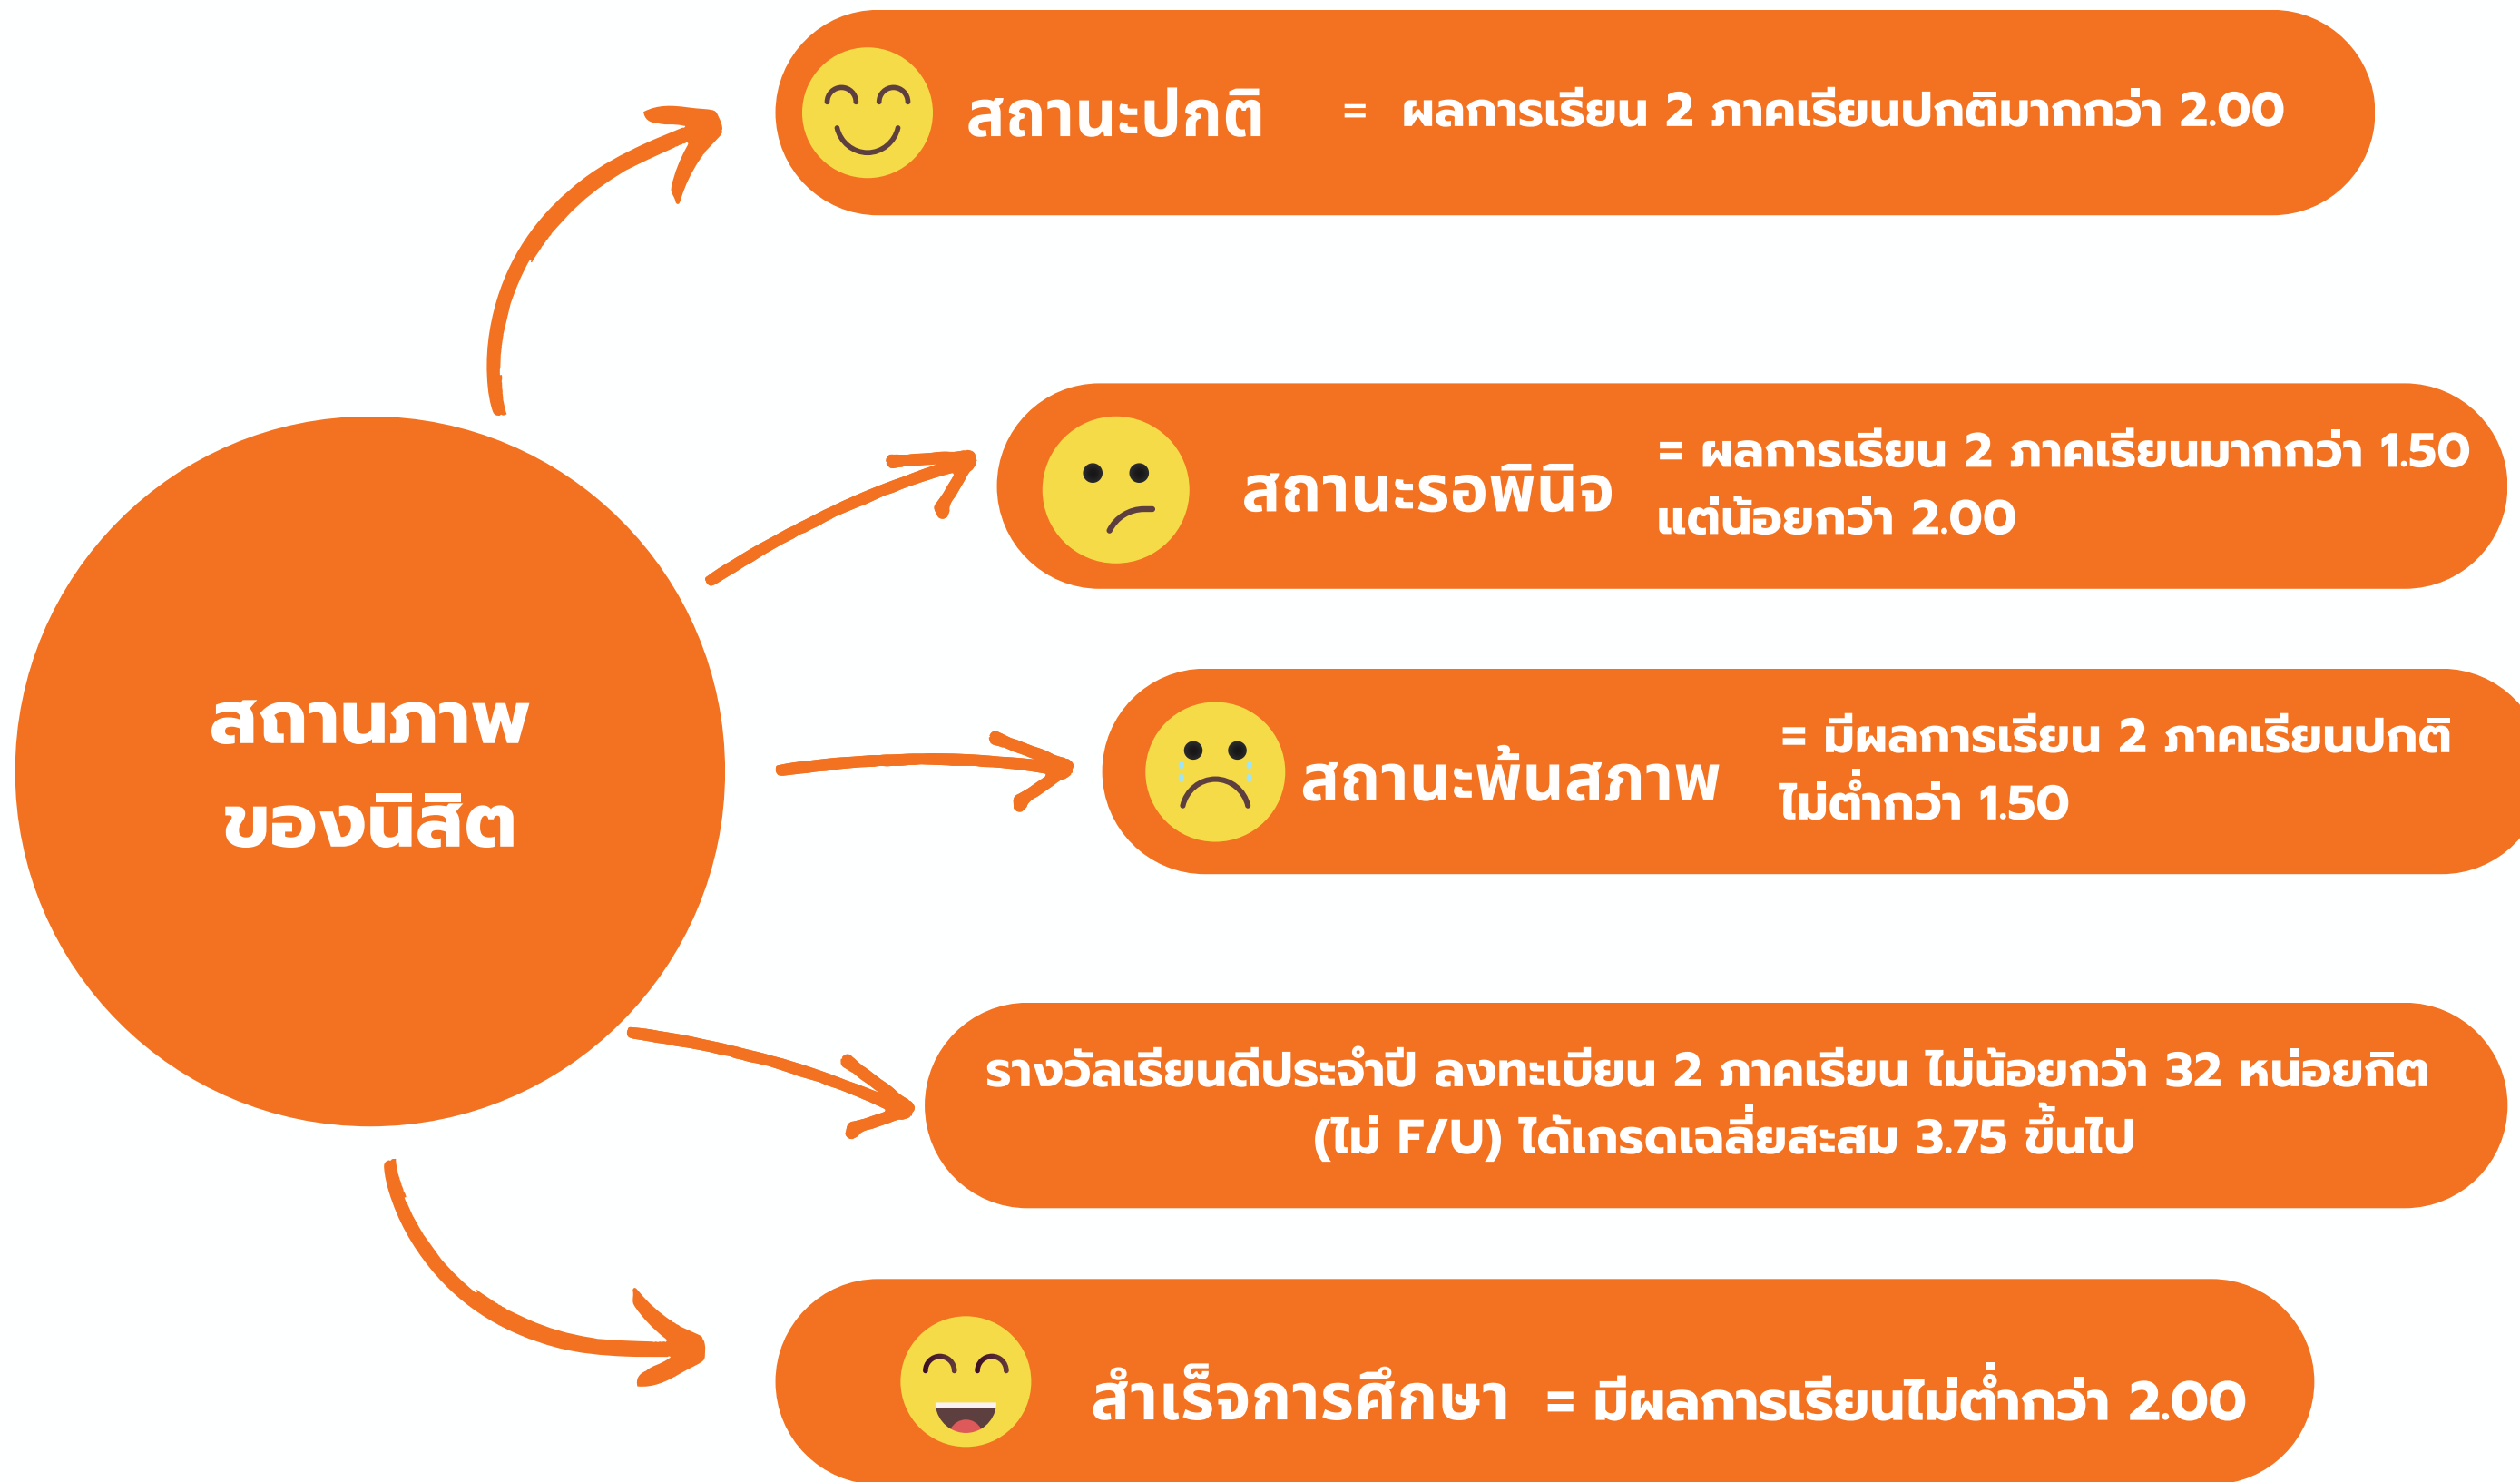 สถานภาพ
ของนิสิต
สถานะปกติ = ผลการเรียน 2 ภาคเรียนปกติมากกว่า 2.00
สถานะรอพินิจ
= ผลการเรียน 2 ภาคเรียนมากกว่า 1.50
แต่น้อยกว่า 2.00
สถานะพ้นสภาพ
= มีผลการเรียน 2 ภาคเรียนปกติ
ไม่ต่ำกว่า 1.50
รางวัลเรียนดีประจำปี ลงทะเบียน 2 ภาคเรียน ไม่น้อยกว่า 32 หน่อยกิต
(ไม่ F/U) ได้เกรดเฉลี่ยสะสม 3.75 ขึ้นไป
สำเร็จการศึกษา = มีผลการเรียนไม่ต่ำกว่า 2.00